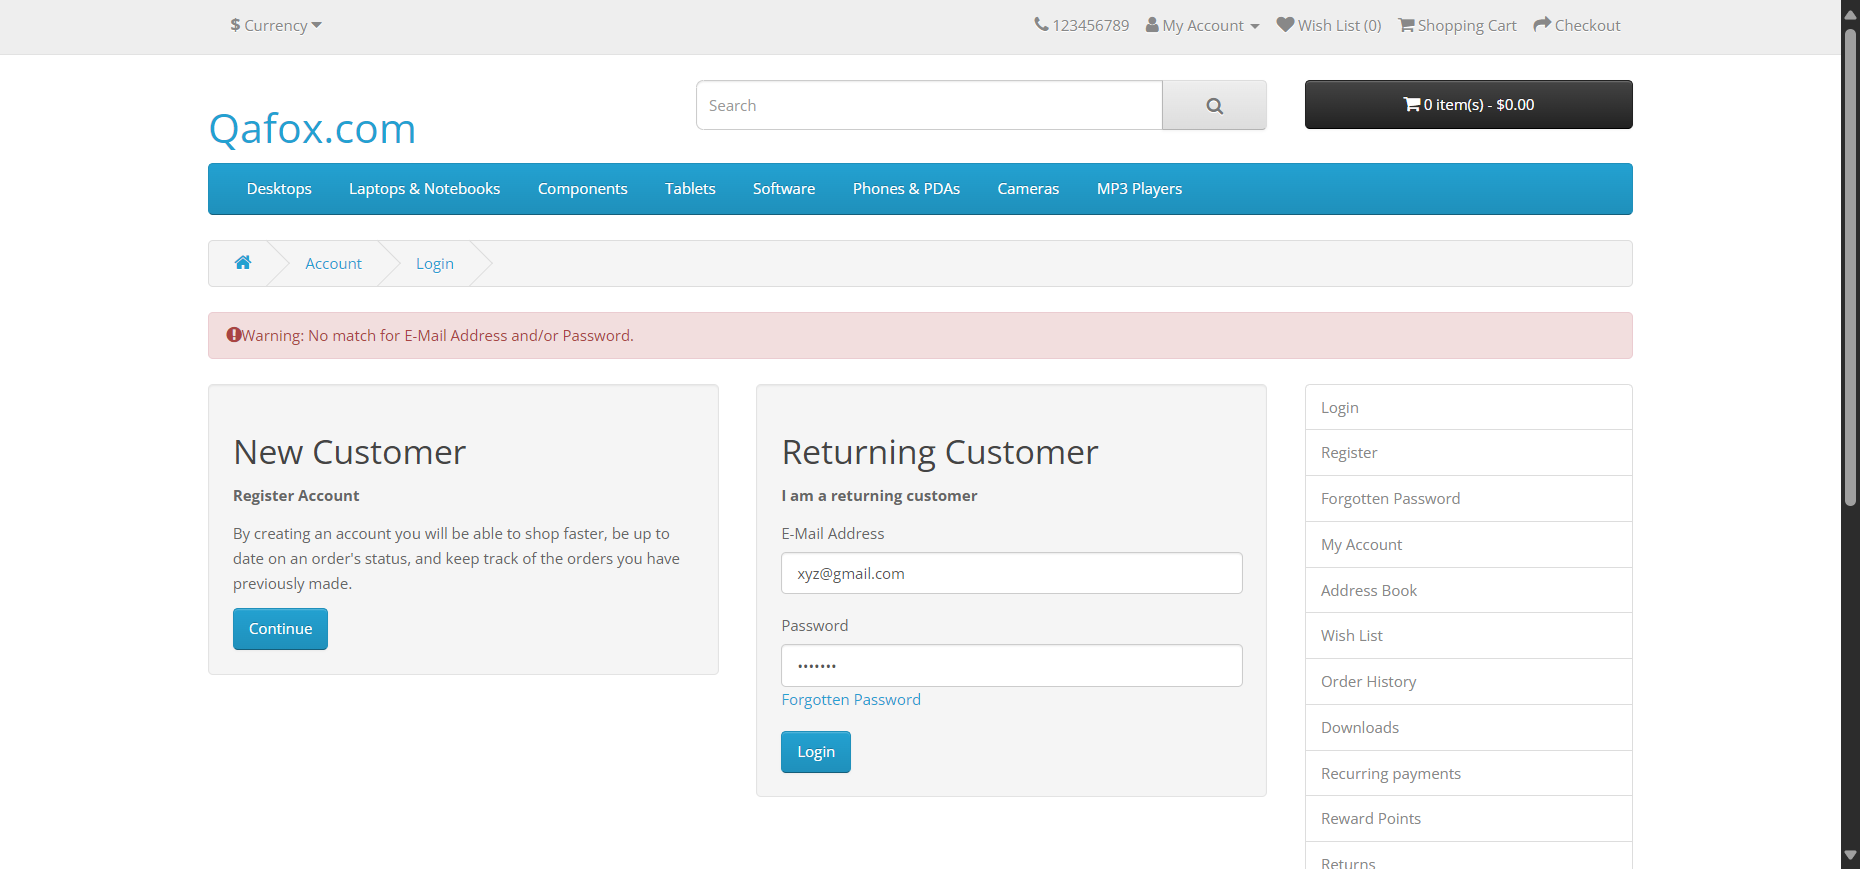 $ Currency
123456789 My Account Wish List (0) Shopping Cart Checkout
Qafox.com
Search
0 item(s) - $0.00
Desktops Laptops & Notebooks Components Tablets Software Phones & PDAs Cameras MP3 Players
Account Login
Warning: No match for E-Mail Address and/or Password.
New Customer
Register Account
By creating an account you will be able to shop faster, be up to
date on an order's status, and keep track of the orders you have
previously made.
Continue
Returning Customer
I am a returning customer
E-Mail Address
xyz@gmail.com
Password
•••••••
Forgotten Password
Login
Login
Register
Forgotten Password
My Account
Address Book
Wish List
Order History
Downloads
Recurring payments
Reward Points
Returns